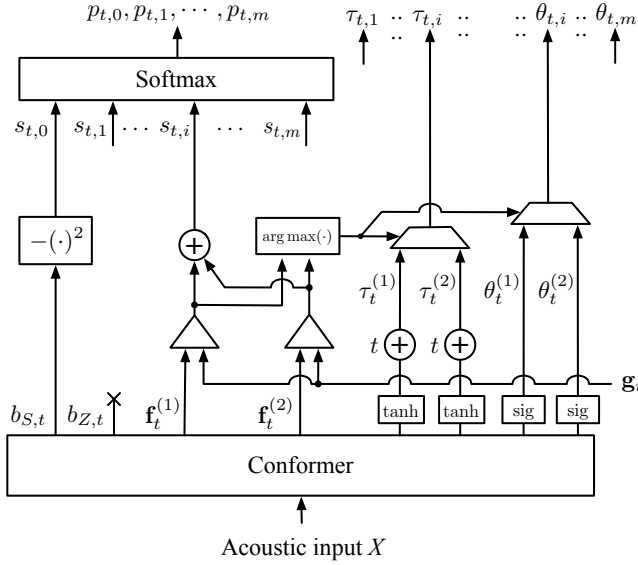 p_{t,0}, p_{t,1}, ⋯, p_{t,m} τ_{t,1} .. τ_{t,i} .. .. θ_{t,i} .. θ_{t,m}
.. .. .. ..
Softmax
s_{t,0} s_{t,1} ⋯ s_{t,i} ⋯ s_{t,m}
−(·)² + arg max(·)
τ_t^{(1)} τ_t^{(2)} θ_t^{(1)} θ_t^{(2)}
t + t +
b_{S,t} b_{Z,t} f_t^{(1)} f_t^{(2)} tanh tanh sig sig
Conformer
Acoustic input X